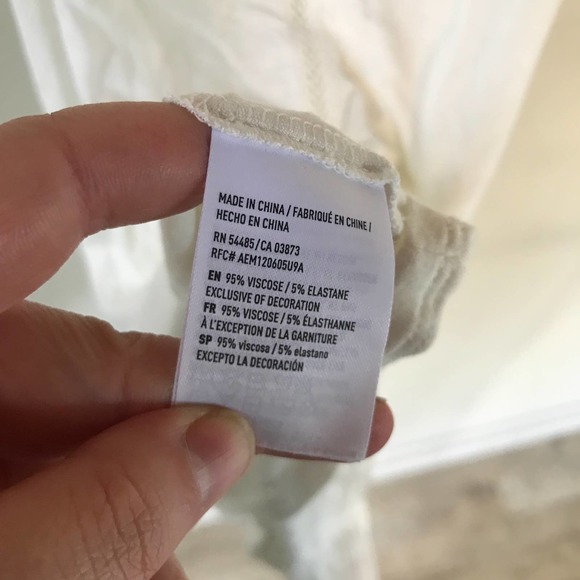 MADE IN CHINA / FABRIQUÉ EN CHINE /
HECHO EN CHINA
RN 54485/CA 03873
RFC# AEM120605U9A
EN 95% VISCOSE / 5% ELASTANE
EXCLUSIVE OF DECORATION
FR 95% VISCOSE / 5% ÉLASTHANNE
À L'EXCEPTION DE LA GARNITURE
SP 95% viscosa / 5% elastano
EXCEPTO LA DECORACIÓN